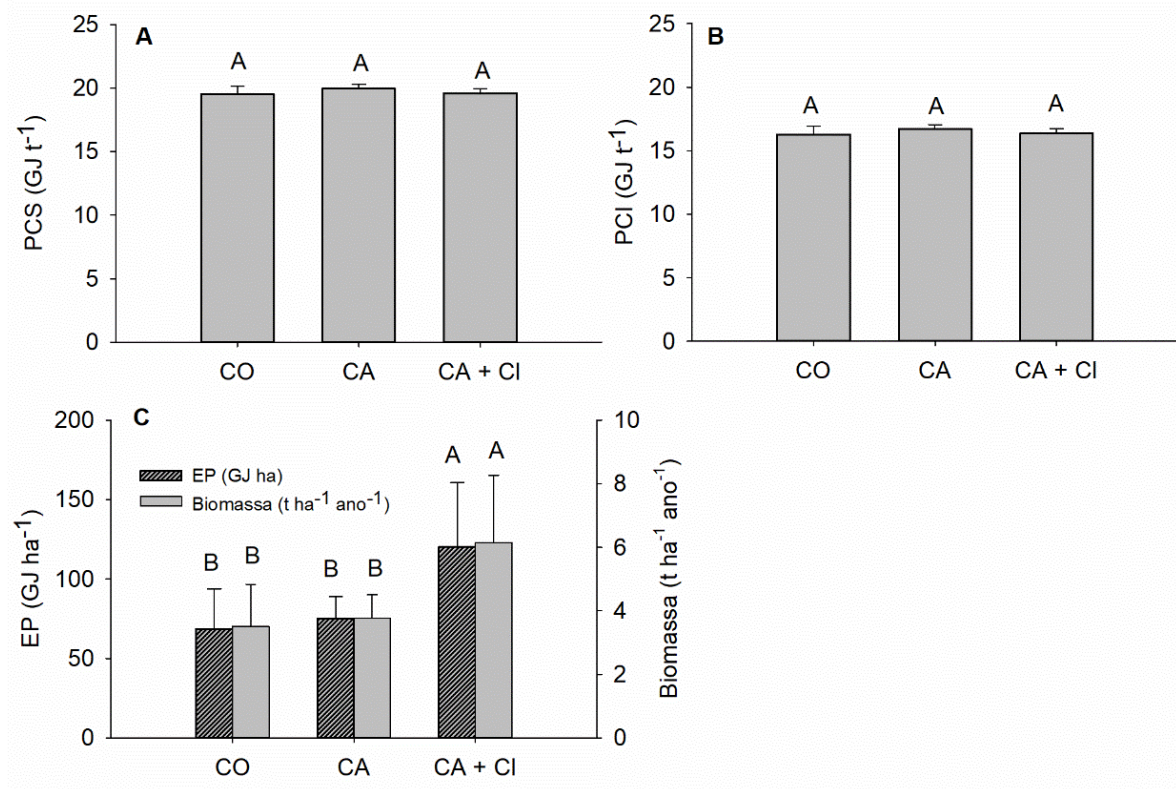 A
PCS (GJ t⁻¹)
25
20
15
10
5
0
A
A
A
CO
CA
CA + CI
B
PCI (GJ t⁻¹)
25
20
15
10
5
0
A
A
A
CO
CA
CA + CI
C
EP (GJ ha⁻¹)
200
150
100
50
0
EP (GJ ha)
Biomassa (t ha⁻¹ ano⁻¹)
B
B
B
B
A
A
CO
CA
CA + CI
10
8
6
4
2
0
Biomassa (t ha⁻¹ ano⁻¹)